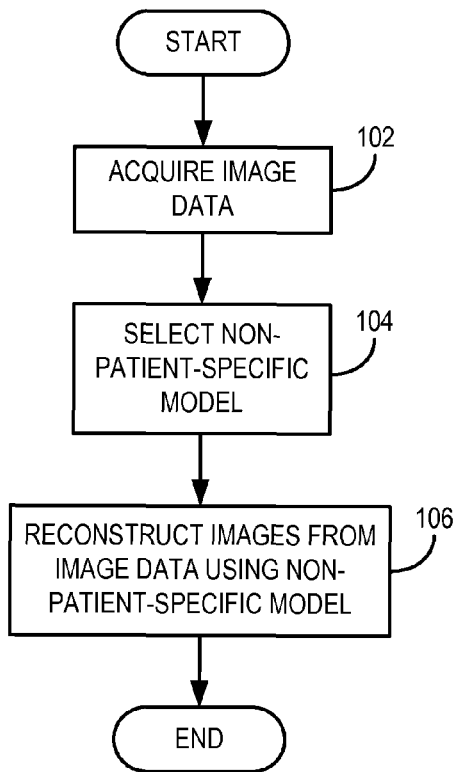 START
102
ACQUIRE IMAGE
DATA
104
SELECT NON-
PATIENT-SPECIFIC
MODEL
106
RECONSTRUCT IMAGES FROM
IMAGE DATA USING NON-
PATIENT-SPECIFIC MODEL
END